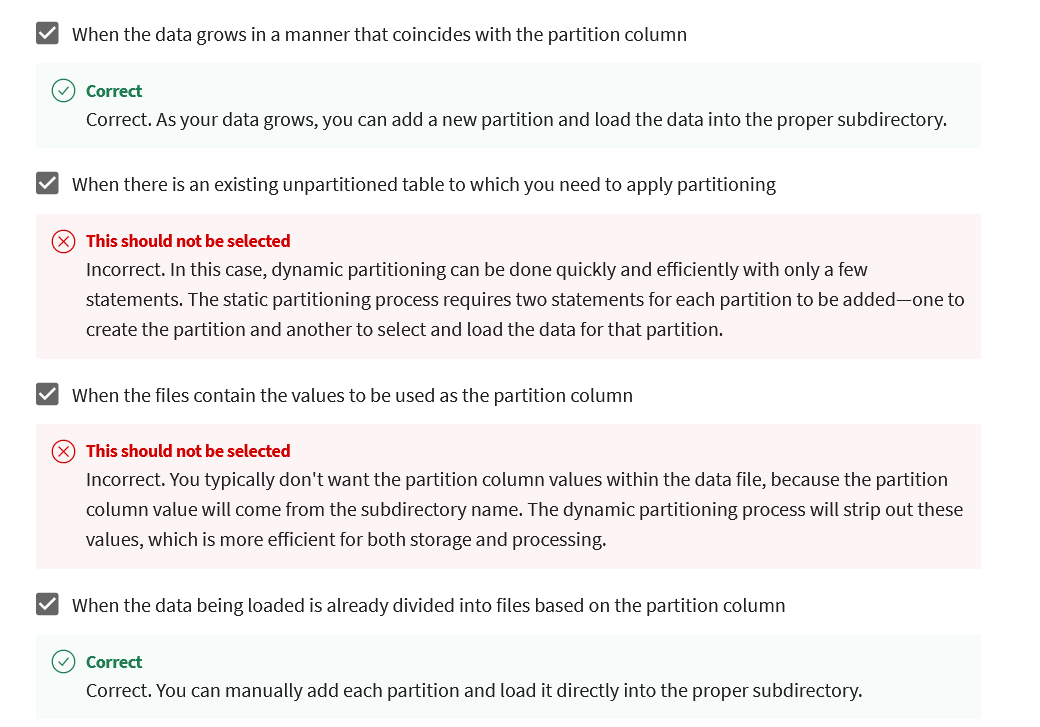 When the data grows in a manner that coincides with the partition column
Correct
Correct. As your data grows, you can add a new partition and load the data into the proper subdirectory.
When there is an existing unpartitioned table to which you need to apply partitioning
This should not be selected
Incorrect. In this case, dynamic partitioning can be done quickly and efficiently with only a few
statements. The static partitioning process requires two statements for each partition to be added—one to
create the partition and another to select and load the data for that partition.
When the files contain the values to be used as the partition column
This should not be selected
Incorrect. You typically don't want the partition column values within the data file, because the partition
column value will come from the subdirectory name. The dynamic partitioning process will strip out these
values, which is more efficient for both storage and processing.
When the data being loaded is already divided into files based on the partition column
Correct
Correct. You can manually add each partition and load it directly into the proper subdirectory.